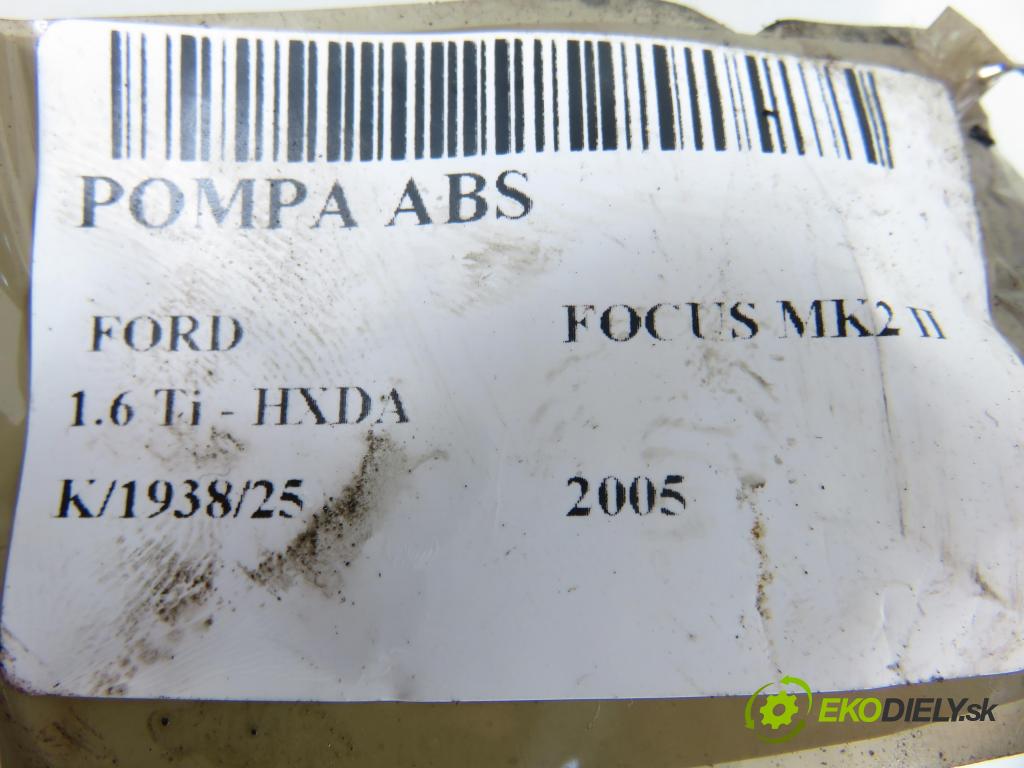 POMPA ABS
FORD FOCUS MK2 II
1.6 Ti - HXDA
K/1938/25 2005
EKODIELY.sk